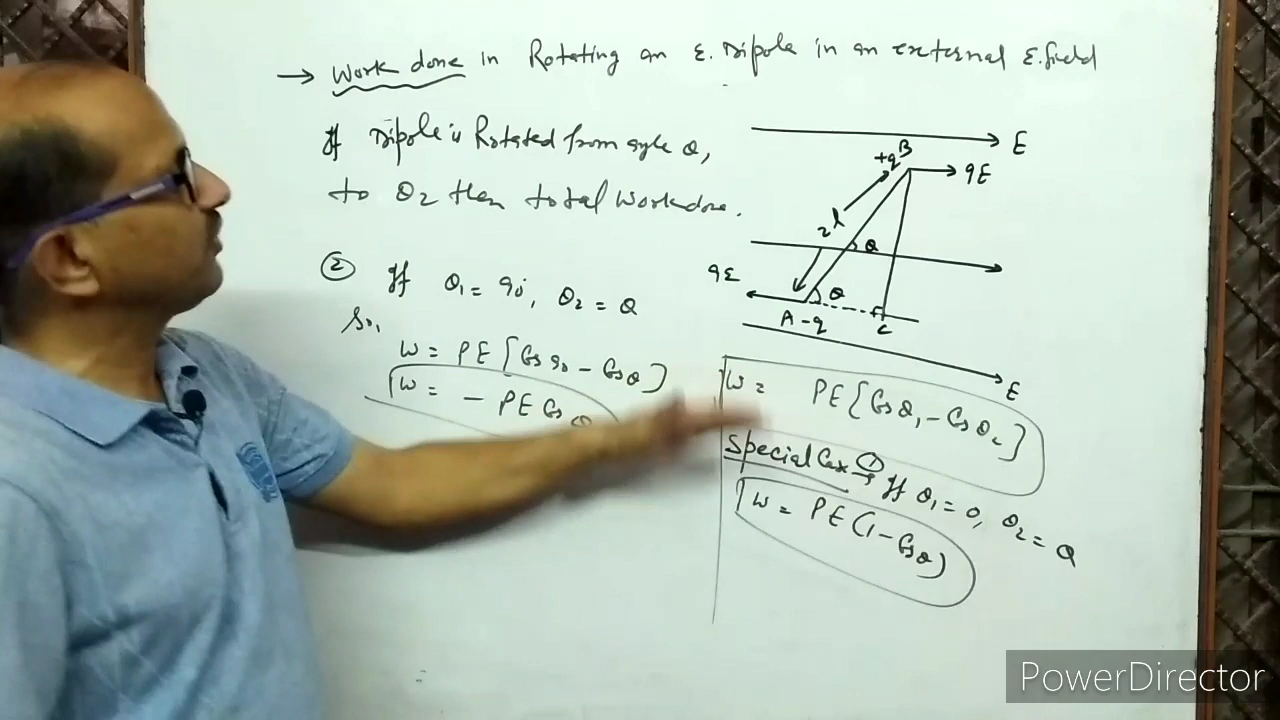 → Work done in Rotating an E. Dipole in an external E. field
If Dipole is Rotated from angle θ,
to θ2 then total Workdone.
② If θ1 = 90°, θ2 = θ
So,
W = PE [Cos 90 - Cos θ]
W = - PE Cos θ
E
+q B
qE
2l
θ
qE
θ
A -q
C
E
W = PE [Cos θ1 - Cos θ2]
Special Case ① → If θ1 = 0, θ2 = θ
W = PE (1 - Cos θ)
PowerDirector